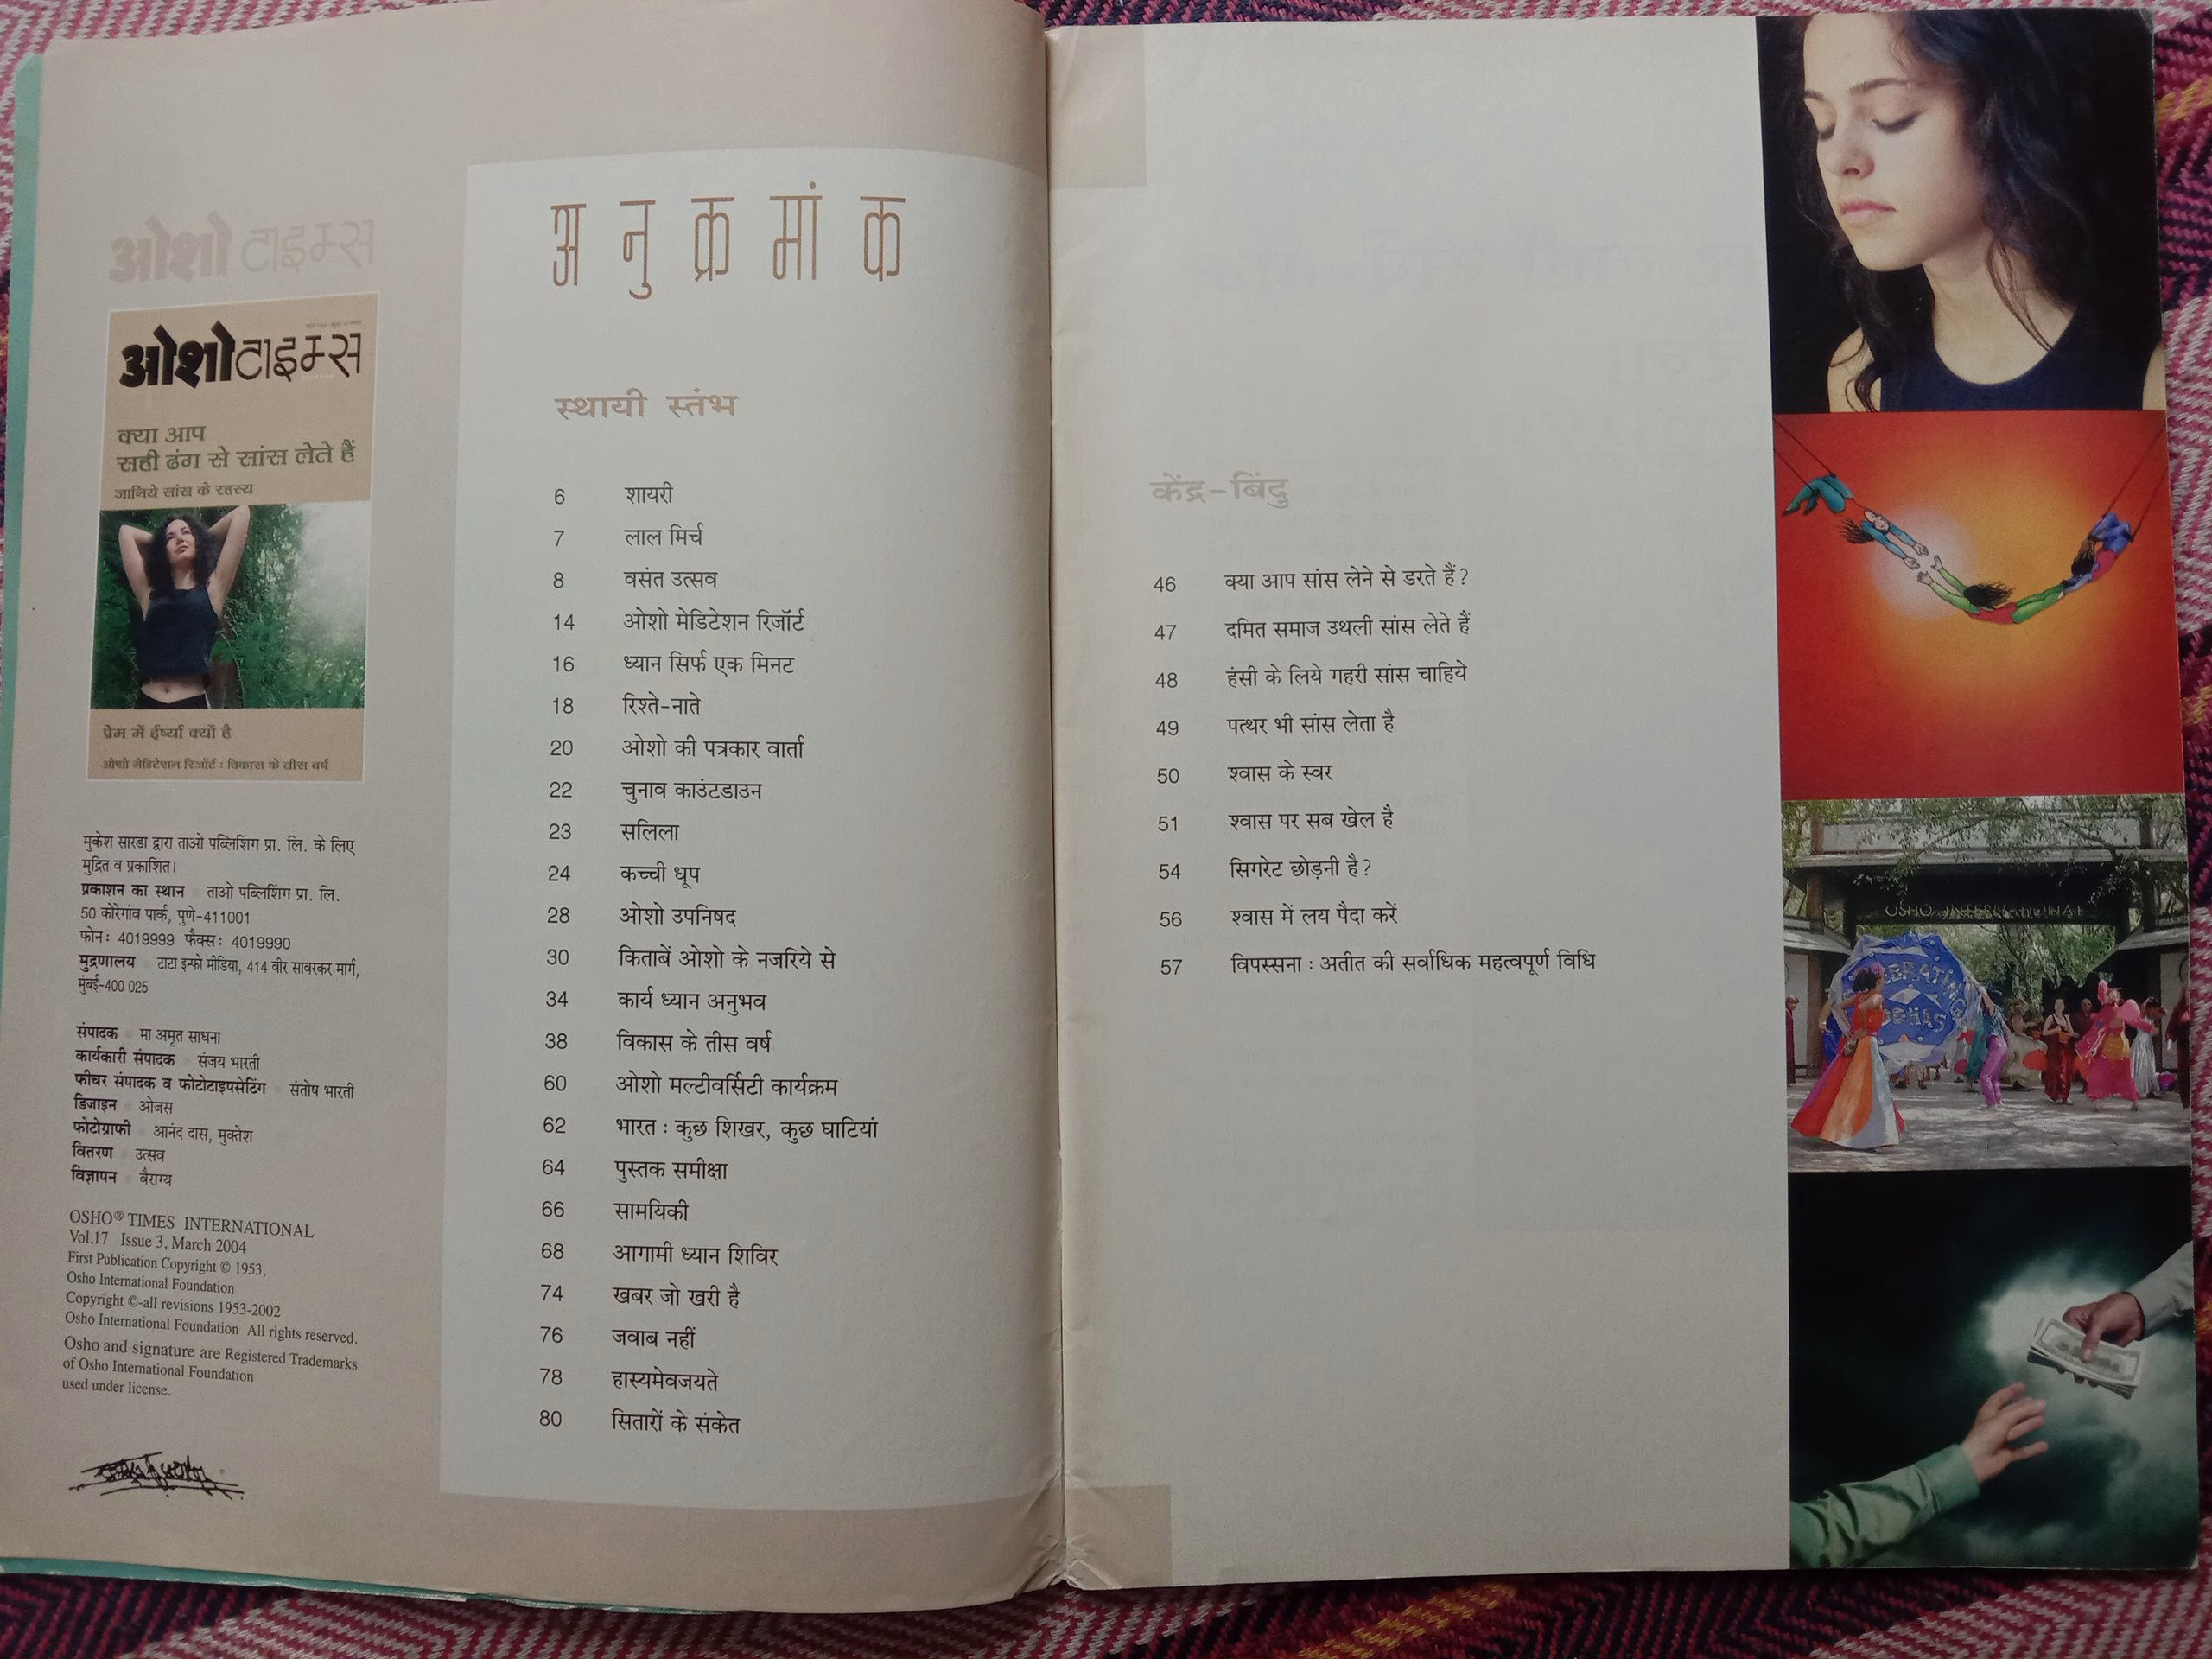 ओशो टाइम्स
ओशो टाइम्स
क्या आप
सही ढंग से सांस लेते हैं
जानिये सांस के रहस्य
प्रेम में ईर्ष्या क्यों है
ओशो मेडिटेशन रिजॉर्ट : विकास के तीस वर्ष
मुकेश सारडा द्वारा ताओ पब्लिशिंग प्रा. लि. के लिए
मुद्रित व प्रकाशित।
प्रकाशन का स्थान ताओ पब्लिशिंग प्रा. लि.
50 कोरेगांव पार्क, पुणे-411001
फोन: 4019999 फैक्स: 4019990
मुद्रणालय टाटा इन्फो मीडिया, 414 वीर सावरकर मार्ग,
मुंबई-400 025
संपादक मा अमृत साधना
कार्यकारी संपादक संजय भारती
फीचर संपादक व फोटोटाइपसेटिंग संतोष भारती
डिजाइन ओजस
फोटोग्राफी आनंद दास, मुक्तेश
वितरण उत्सव
विज्ञापन वैराग्य
OSHO® TIMES INTERNATIONAL
Vol.17 Issue 3, March 2004
First Publication Copyright © 1953,
Osho International Foundation
Copyright ©-all revisions 1953-2002
Osho International Foundation All rights reserved.
Osho and signature are Registered Trademarks
of Osho International Foundation
used under license.
अनुक्रमांक
स्थायी स्तंभ
6 शायरी
7 लाल मिर्च
8 वसंत उत्सव
14 ओशो मेडिटेशन रिजॉर्ट
16 ध्यान सिर्फ एक मिनट
18 रिश्ते-नाते
20 ओशो की पत्रकार वार्ता
22 चुनाव काउंटडाउन
23 सलिला
24 कच्ची धूप
28 ओशो उपनिषद
30 किताबें ओशो के नजरिये से
34 कार्य ध्यान अनुभव
38 विकास के तीस वर्ष
60 ओशो मल्टीवर्सिटी कार्यक्रम
62 भारत : कुछ शिखर, कुछ घाटियां
64 पुस्तक समीक्षा
66 सामयिकी
68 आगामी ध्यान शिविर
74 खबर जो खरी है
76 जवाब नहीं
78 हास्यमेवजयते
80 सितारों के संकेत
केंद्र-बिंदु
46 क्या आप सांस लेने से डरते हैं?
47 दमित समाज उथली सांस लेते हैं
48 हंसी के लिये गहरी सांस चाहिये
49 पत्थर भी सांस लेता है
50 श्वास के स्वर
51 श्वास पर सब खेल है
54 सिगरेट छोड़नी है?
56 श्वास में लय पैदा करें
57 विपस्सना : अतीत की सर्वाधिक महत्वपूर्ण विधि
OSHO INTERNATIONAL